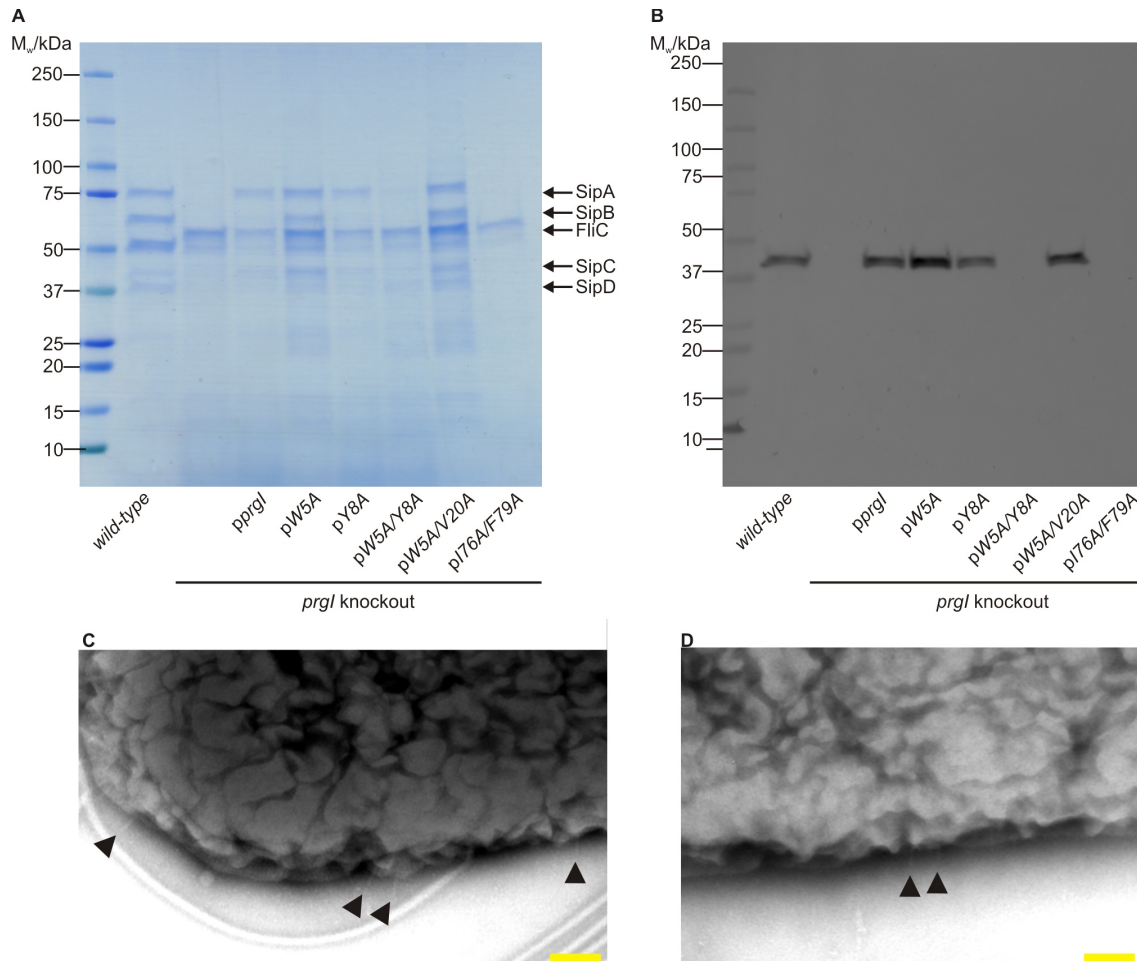 A
Mw/kDa
250
150
100
75
50
37
25
20
15
10
SipA
SipB
FliC
SipC
SipD
wild-type
pprgI
pW5A
pY8A
pW5A/Y8A
pW5A/V20A
pI76A/F79A
prgI knockout
B
Mw/kDa
250
150
100
75
50
37
25
20
15
10
wild-type
pprgI
pW5A
pY8A
pW5A/Y8A
pW5A/V20A
pI76A/F79A
prgI knockout
C
D